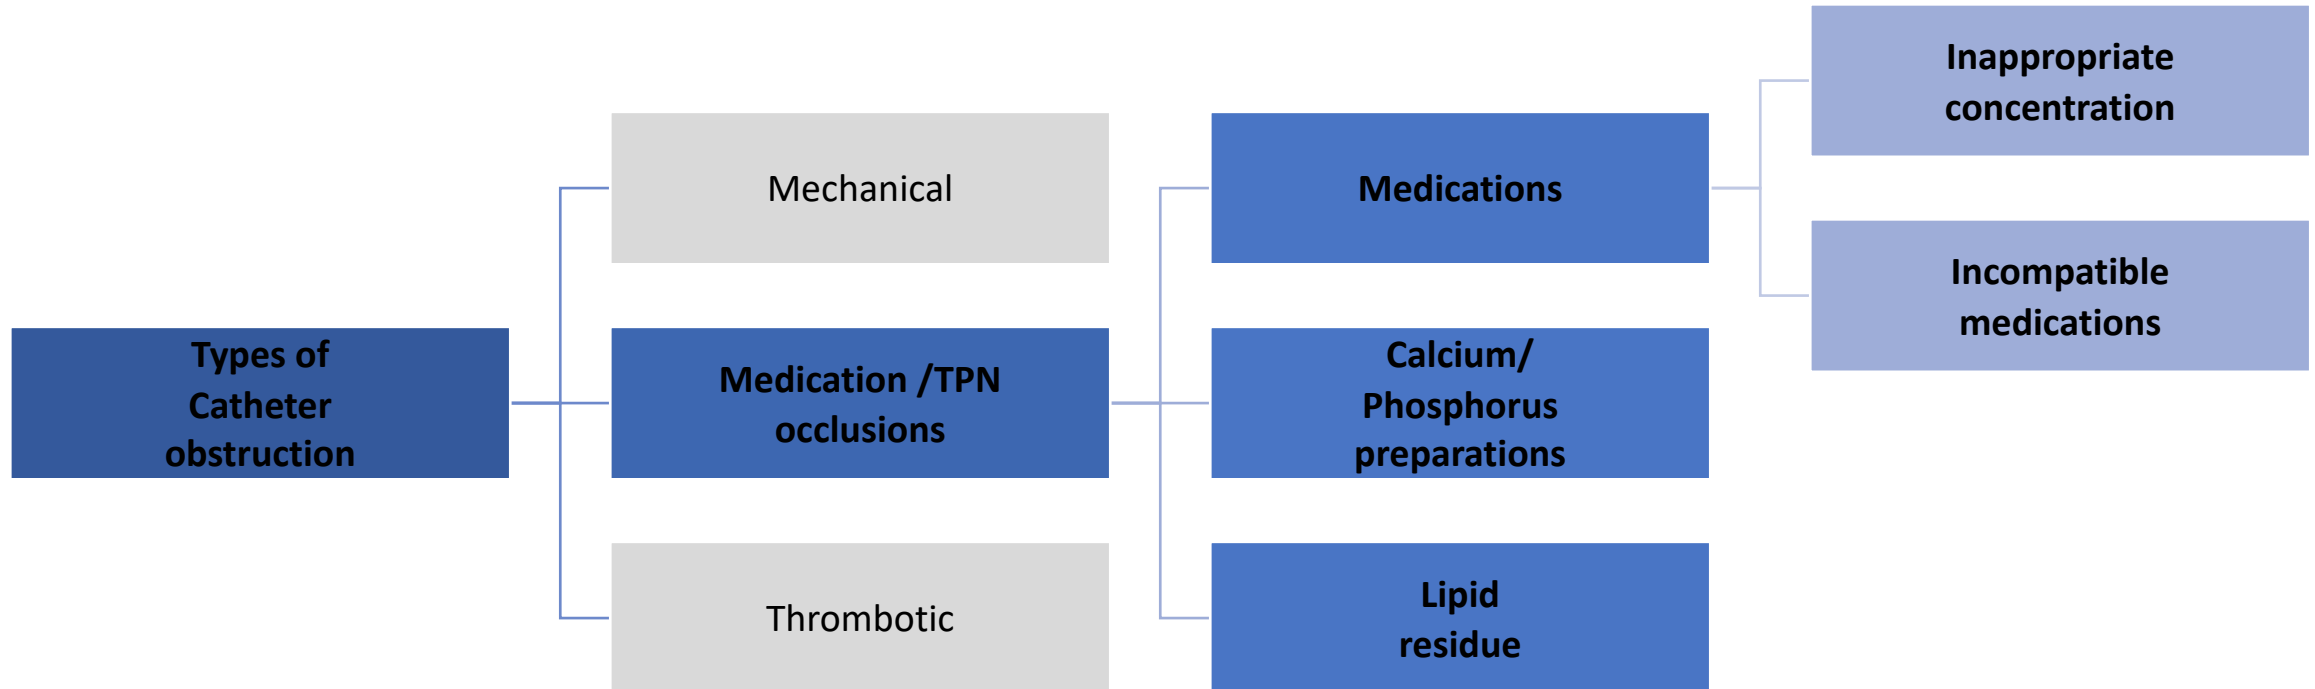 Types of
Catheter
obstruction
Mechanical
Medication /TPN
occlusions
Thrombotic
Medications
Calcium/
Phosphorus
preparations
Lipid
residue
Inappropriate
concentration
Incompatible
medications